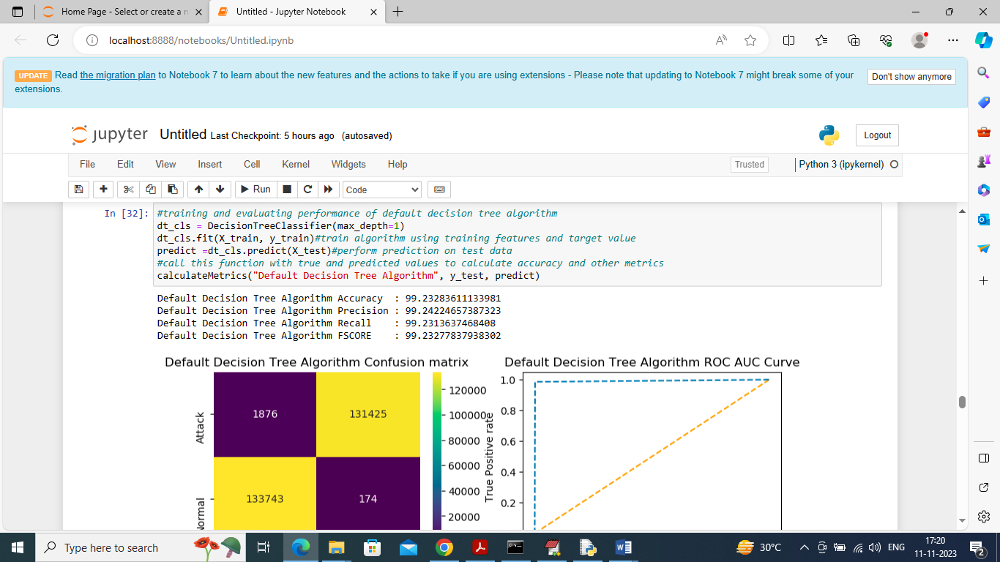 Home Page - Select or create a n
Untitled - Jupyter Notebook
localhost:8888/notebooks/Untitled.ipynb
UPDATE Read the migration plan to Notebook 7 to learn about the new features and the actions to take if you are using extensions - Please note that updating to Notebook 7 might break some of your
extensions.
Don't show anymore
jupyter Untitled Last Checkpoint: 5 hours ago (autosaved)
Logout
File Edit View Insert Cell Kernel Widgets Help
Trusted
Python 3 (ipykernel)
Run
Code
In [32]: #training and evaluating performance of default decision tree algorithm
dt_cls = DecisionTreeClassifier(max_depth=1)
dt_cls.fit(X_train, y_train)#train algorithm using training features and target value
predict =dt_cls.predict(X_test)#perform prediction on test data
#call this function with true and predicted values to calculate accuracy and other metrics
calculateMetrics("Default Decision Tree Algorithm", y_test, predict)
Default Decision Tree Algorithm Accuracy  : 99.23283611133981
Default Decision Tree Algorithm Precision : 99.24224657387323
Default Decision Tree Algorithm Recall    : 99.2313637468408
Default Decision Tree Algorithm FSCORE    : 99.23277837938302
Default Decision Tree Algorithm Confusion matrix
Attack
Normal
1876 131425
133743 174
120000
100000
80000
60000
40000
20000
Default Decision Tree Algorithm ROC AUC Curve
True Positive rate
1.0
0.8
0.6
0.4
0.2
Type here to search
30°C
ENG
17:20
11-11-2023
2